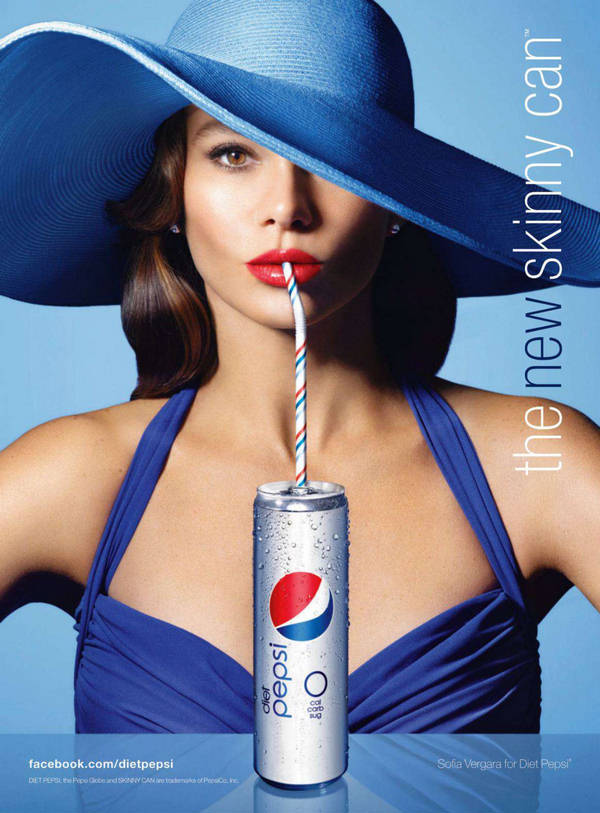 the new skinny can™
diet
pepsi
0
cal
carb
sug
facebook.com/dietpepsi
DIET PEPSI, the Pepsi Globe and SKINNY CAN are trademarks of PepsiCo, Inc.
Sofia Vergara for Diet Pepsi®